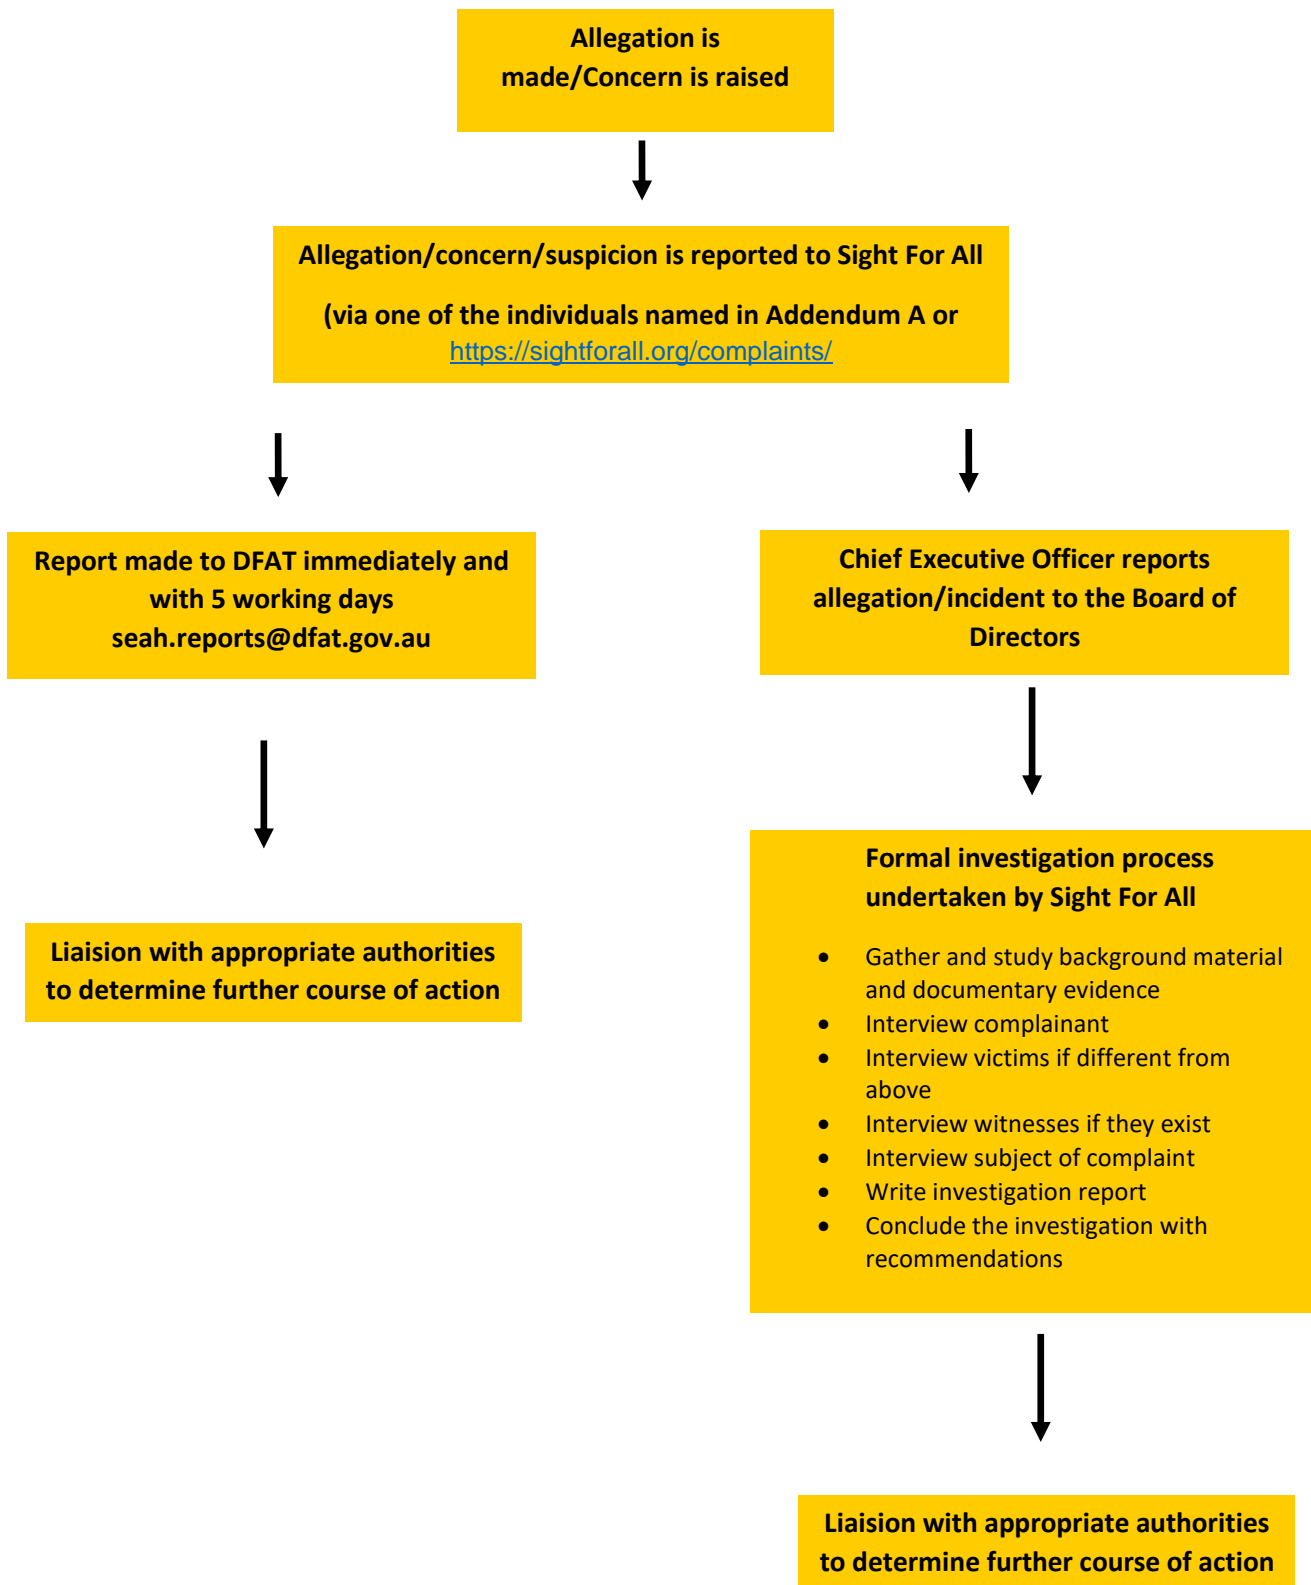 Allegation is
made/Concern is raised
Allegation/concern/suspicion is reported to Sight For All
(via one of the individuals named in Addendum A or
https://sightforall.org/complaints/
Report made to DFAT immediately and
with 5 working days
seah.reports@dfat.gov.au
Chief Executive Officer reports
allegation/incident to the Board of
Directors
Liaision with appropriate authorities
to determine further course of action
Formal investigation process
undertaken by Sight For All
• Gather and study background material
and documentary evidence
• Interview complainant
• Interview victims if different from
above
• Interview witnesses if they exist
• Interview subject of complaint
• Write investigation report
• Conclude the investigation with
recommendations
Liaision with appropriate authorities
to determine further course of action